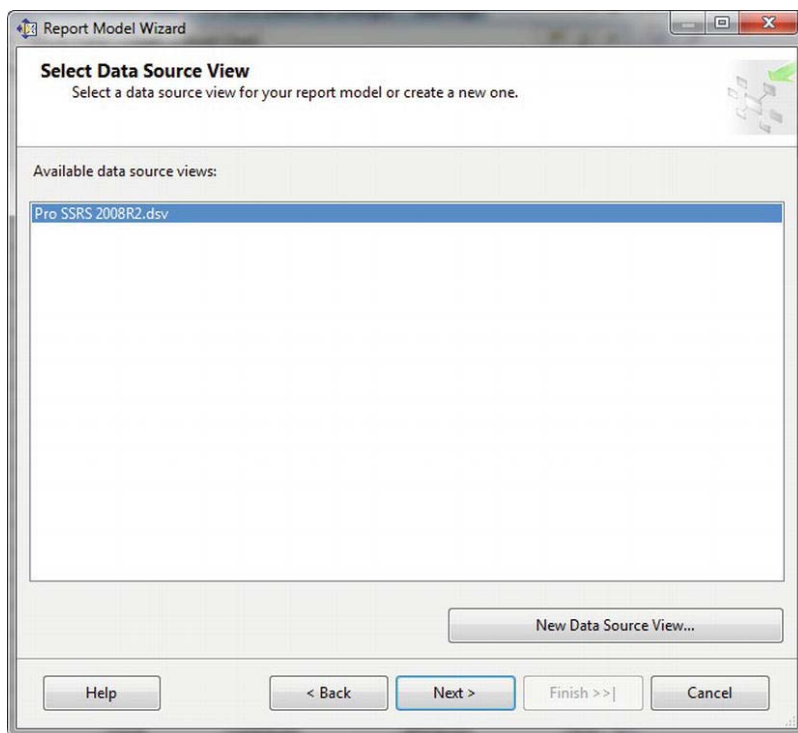 Report Model Wizard
Select Data Source View
Select a data source view for your report model or create a new one.
Available data source views:
Pro SSRS 2008R2.dsv
New Data Source View...
Help
< Back
Next >
Finish >>|
Cancel